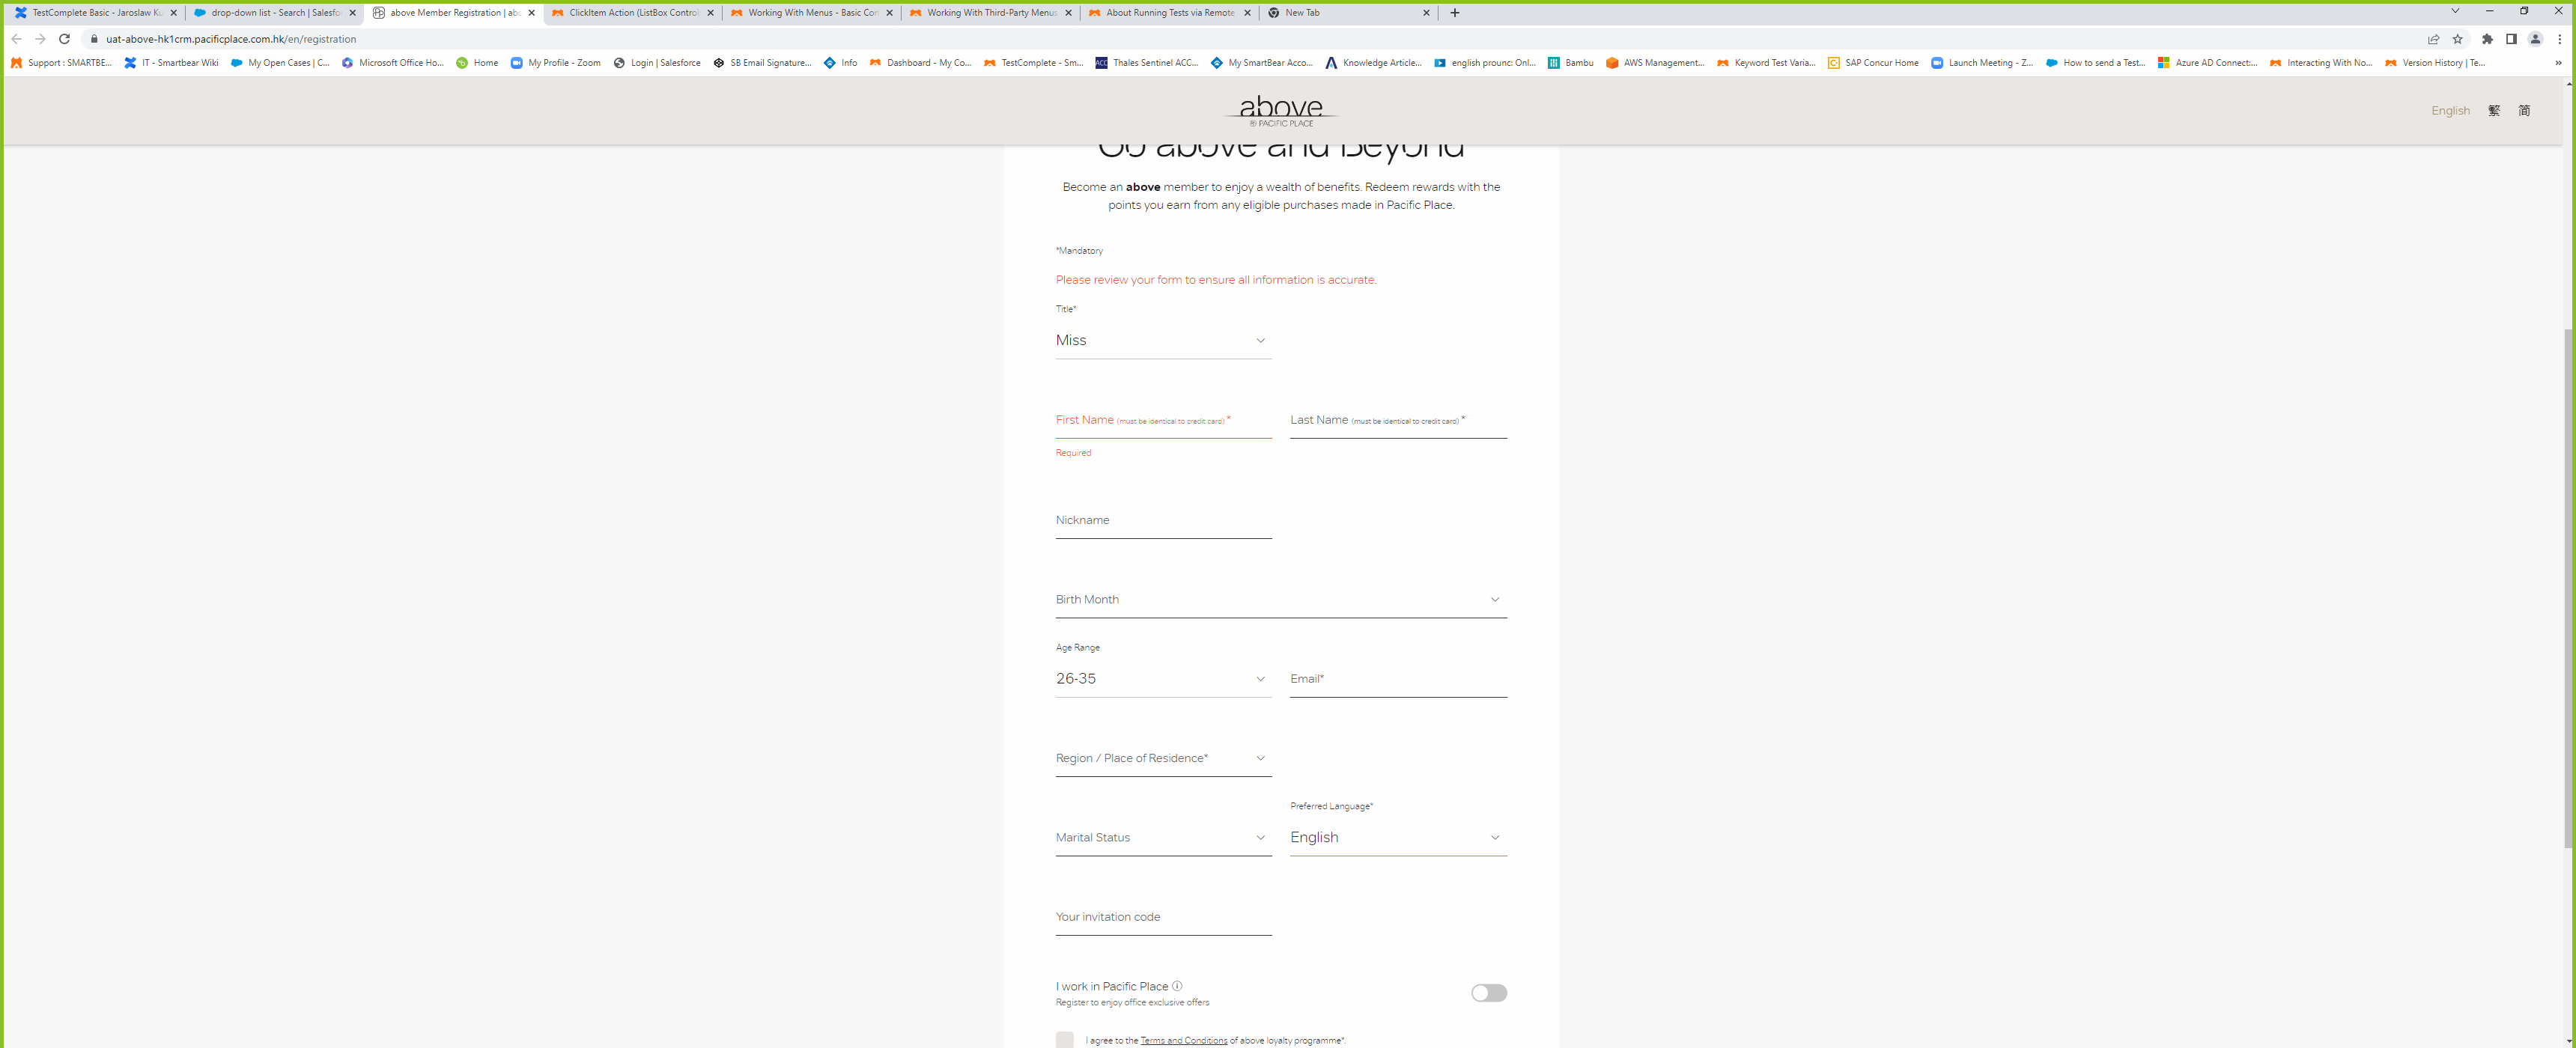 TestComplete Basic - Jaroslaw Ku
drop-down list - Search | Salesfo
above Member Registration | abo
ClickItem Action (ListBox Control
Working With Menus - Basic Con
Working With Third-Party Menus
About Running Tests via Remote
New Tab
uat-above-hk1crm.pacificplace.com.hk/en/registration
Support : SMARTBE...
IT - Smartbear Wiki
My Open Cases | C...
Microsoft Office Ho...
Home
My Profile - Zoom
Login | Salesforce
SB Email Signature...
Info
Dashboard - My Co...
TestComplete - Sm...
Thales Sentinel ACC...
My SmartBear Acco...
Knowledge Article...
english prounc: Onl...
Bambu
AWS Management...
Keyword Test Varia...
SAP Concur Home
Launch Meeting - Z...
How to send a Test...
Azure AD Connect:...
Interacting With No...
Version History | Te...
above
@ PACIFIC PLACE
English 繁 简
Go above and Beyond
Become an above member to enjoy a wealth of benefits. Redeem rewards with the
points you earn from any eligible purchases made in Pacific Place.
*Mandatory
Please review your form to ensure all information is accurate.
Title*
Miss
First Name (must be identical to credit card) *
Last Name (must be identical to credit card) *
Required
Nickname
Birth Month
Age Range
26-35
Email*
Region / Place of Residence*
Preferred Language*
Marital Status
English
Your invitation code
I work in Pacific Place
Register to enjoy office exclusive offers
I agree to the Terms and Conditions of above loyalty programme*.